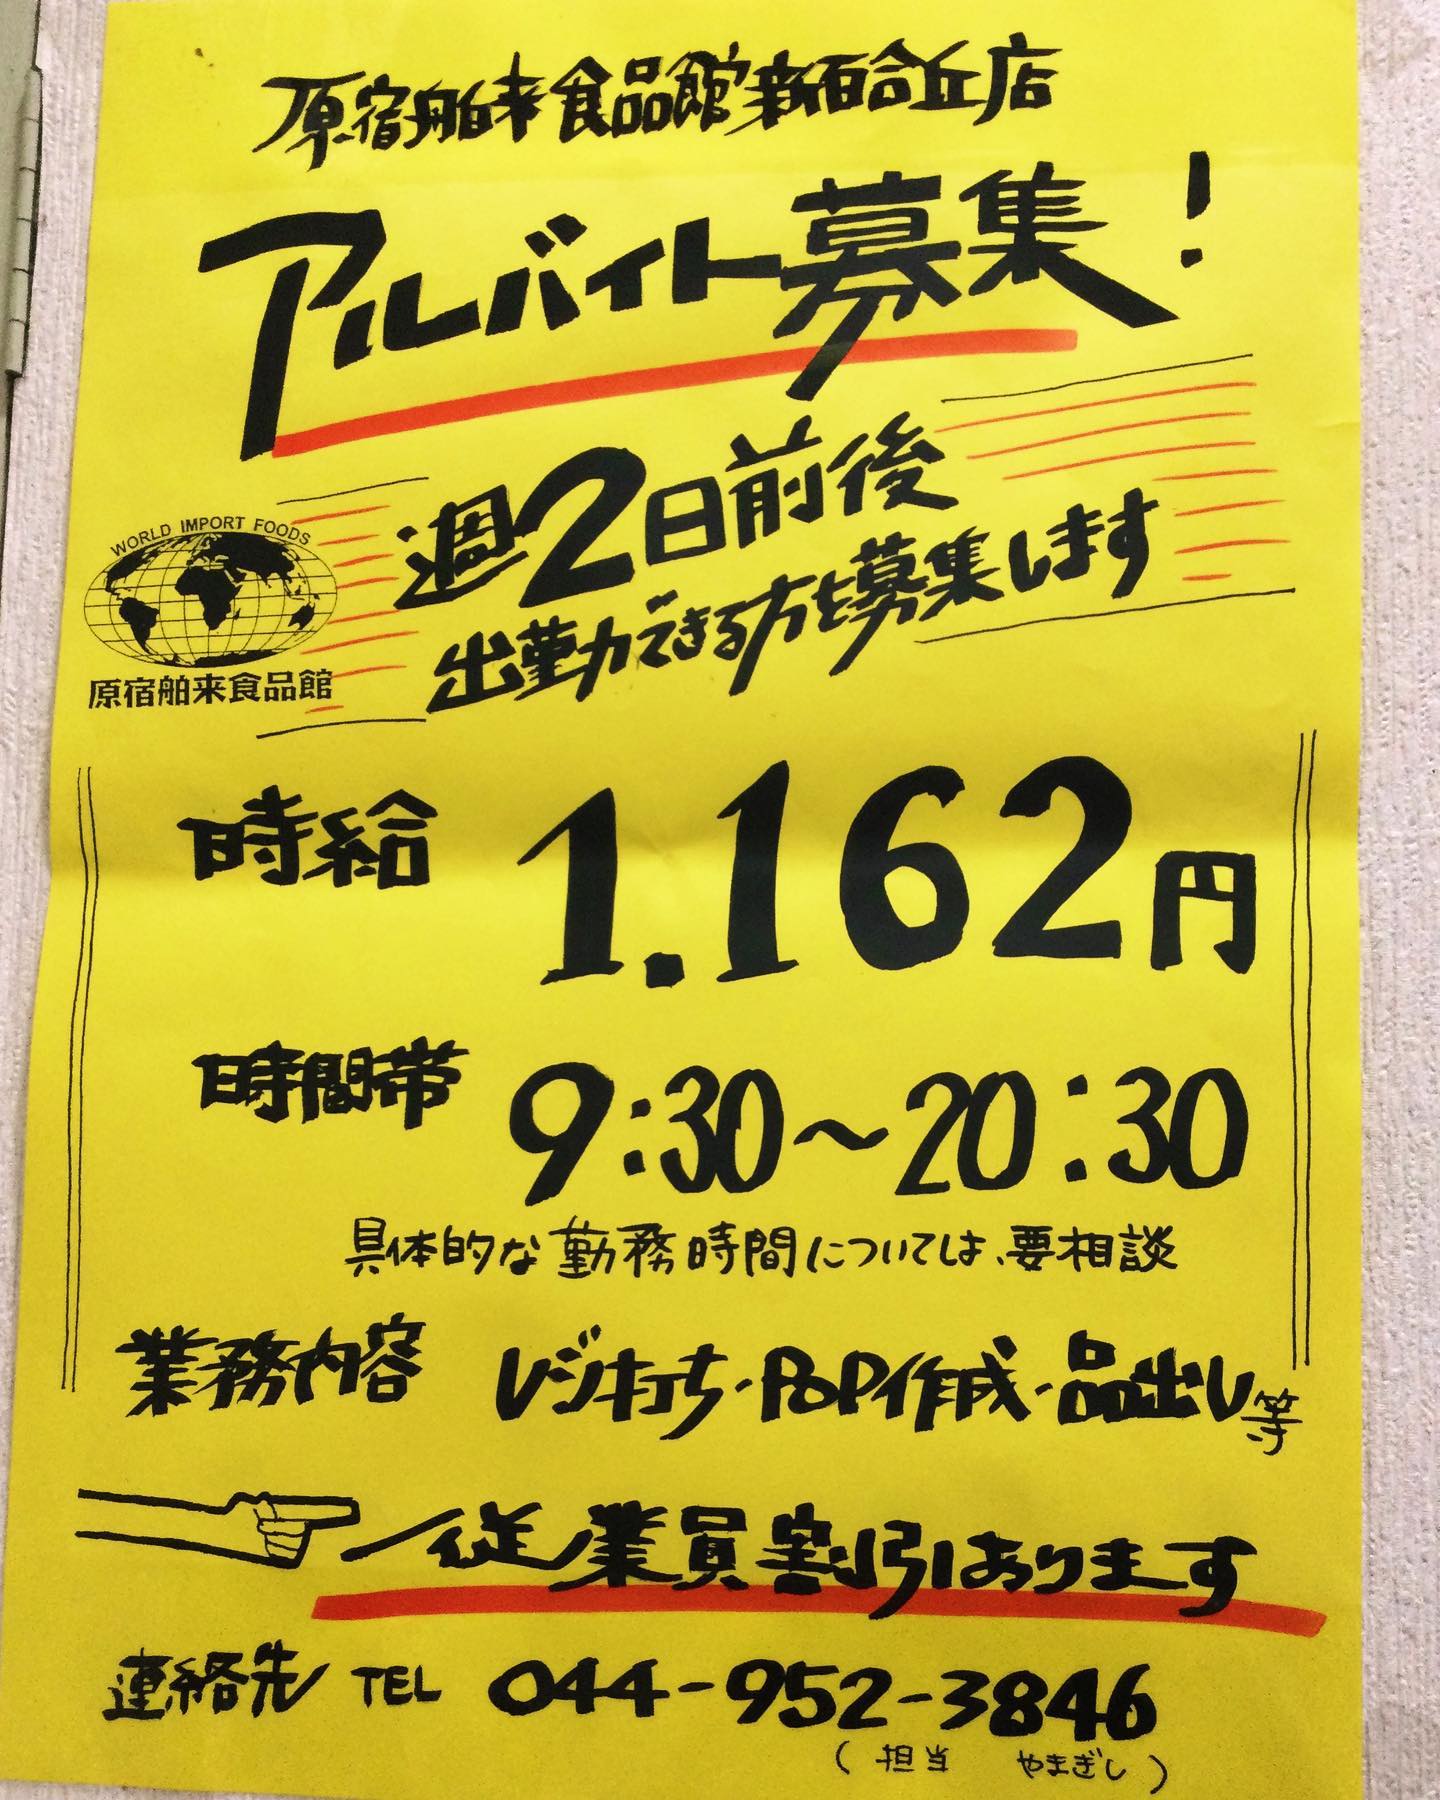 原宿舶来食品館新百合丘店
アルバイト募集!
週2日前後
出勤できる方を募集します
WORLD IMPORT FOODS
原宿舶来食品館
時給 1.162円
時間帯 9:30～20:30
具体的な勤務時間については、要相談
業務内容 レジ打ち・POP作成・品出し等
従業員割引あります
連絡先 TEL 044-952-3846
(担当 やまぎし)